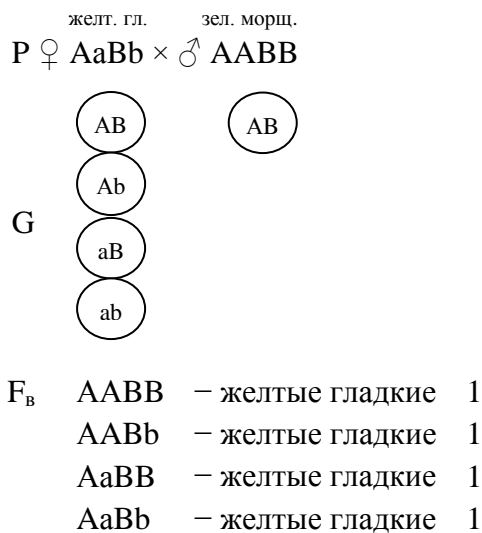 желт. гл. зел. морщ.
P ♀ AaBb × ♂ AABB
AB AB
Ab
G
aB
ab
Fв AABB – желтые гладкие 1
AABb – желтые гладкие 1
AaBB – желтые гладкие 1
AaBb – желтые гладкие 1